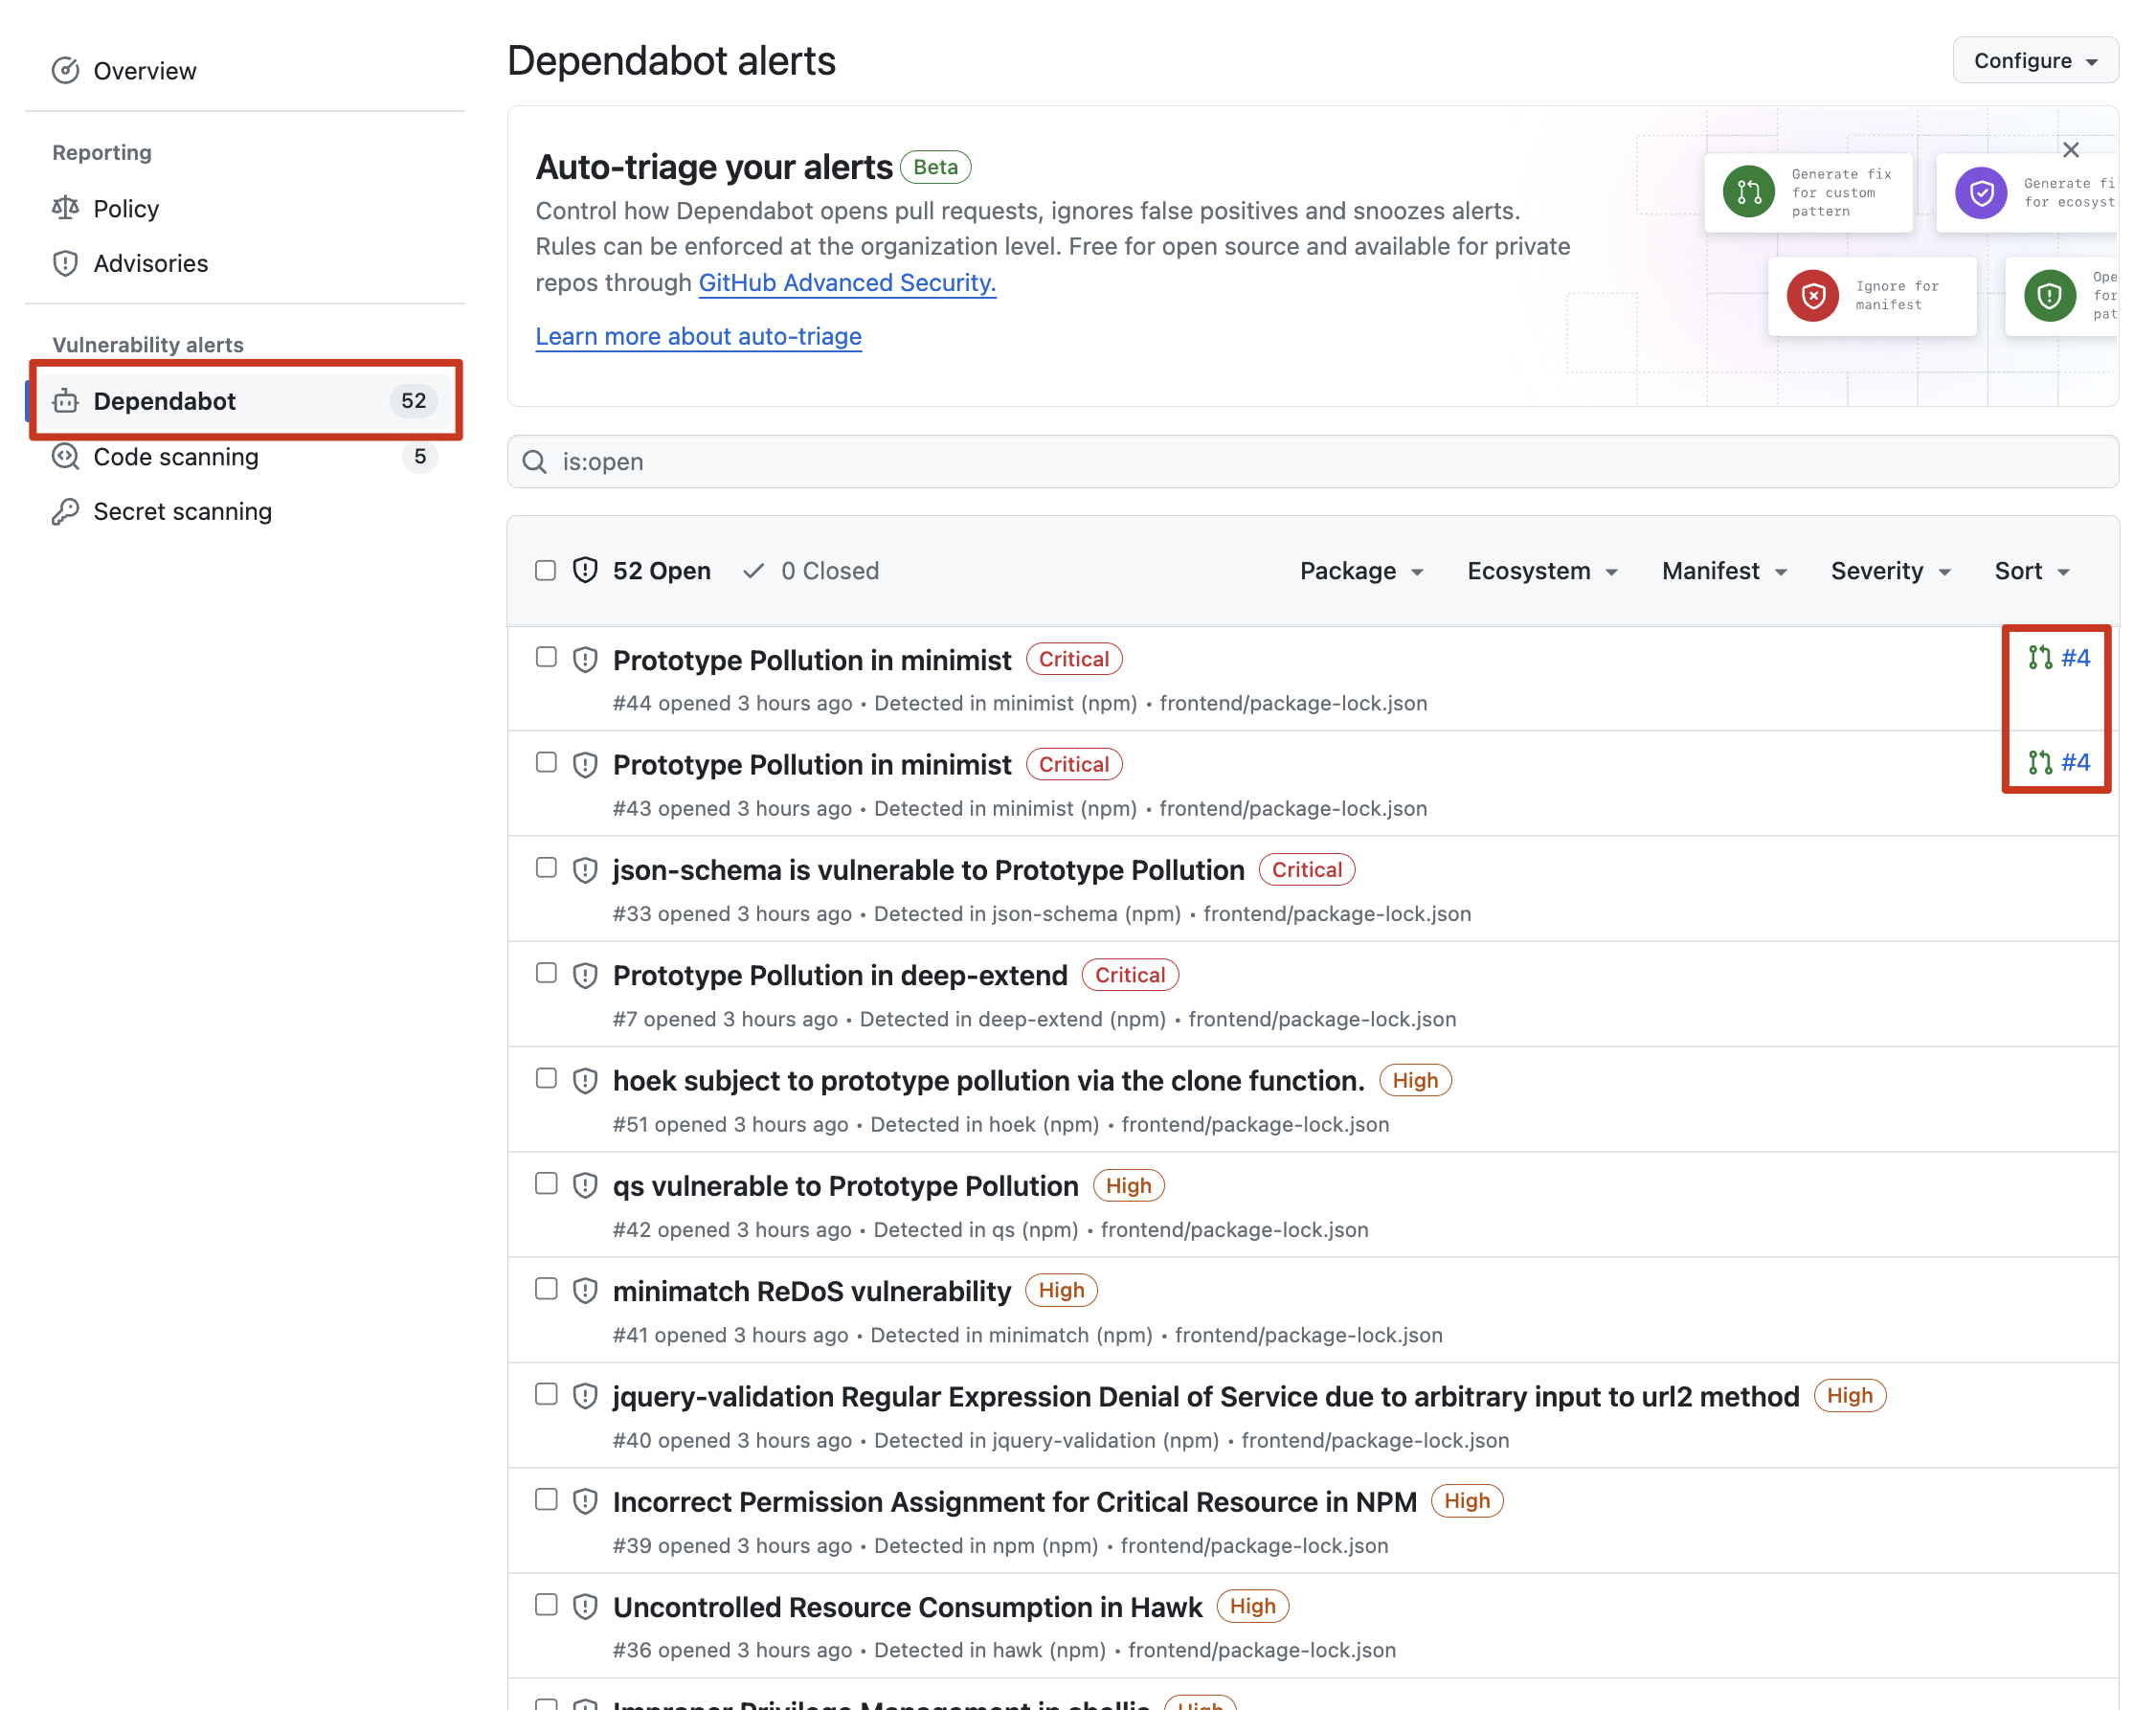 Overview
Reporting
Policy
Advisories
Vulnerability alerts
Dependabot 52
Code scanning 5
Secret scanning
Dependabot alerts
Configure
Auto-triage your alerts Beta
Control how Dependabot opens pull requests, ignores false positives and snoozes alerts.
Rules can be enforced at the organization level. Free for open source and available for private
repos through GitHub Advanced Security.
Learn more about auto-triage
Generate fix
for custom
pattern
Generate fi
for ecosyst
Ignore for
manifest
Ope
for
pat
is:open
52 Open 0 Closed Package Ecosystem Manifest Severity Sort
Prototype Pollution in minimist Critical #4
#44 opened 3 hours ago • Detected in minimist (npm) • frontend/package-lock.json
Prototype Pollution in minimist Critical #4
#43 opened 3 hours ago • Detected in minimist (npm) • frontend/package-lock.json
json-schema is vulnerable to Prototype Pollution Critical
#33 opened 3 hours ago • Detected in json-schema (npm) • frontend/package-lock.json
Prototype Pollution in deep-extend Critical
#7 opened 3 hours ago • Detected in deep-extend (npm) • frontend/package-lock.json
hoek subject to prototype pollution via the clone function. High
#51 opened 3 hours ago • Detected in hoek (npm) • frontend/package-lock.json
qs vulnerable to Prototype Pollution High
#42 opened 3 hours ago • Detected in qs (npm) • frontend/package-lock.json
minimatch ReDoS vulnerability High
#41 opened 3 hours ago • Detected in minimatch (npm) • frontend/package-lock.json
jquery-validation Regular Expression Denial of Service due to arbitrary input to url2 method High
#40 opened 3 hours ago • Detected in jquery-validation (npm) • frontend/package-lock.json
Incorrect Permission Assignment for Critical Resource in NPM High
#39 opened 3 hours ago • Detected in npm (npm) • frontend/package-lock.json
Uncontrolled Resource Consumption in Hawk High
#36 opened 3 hours ago • Detected in hawk (npm) • frontend/package-lock.json
Improper Privilege Management in shelljs High